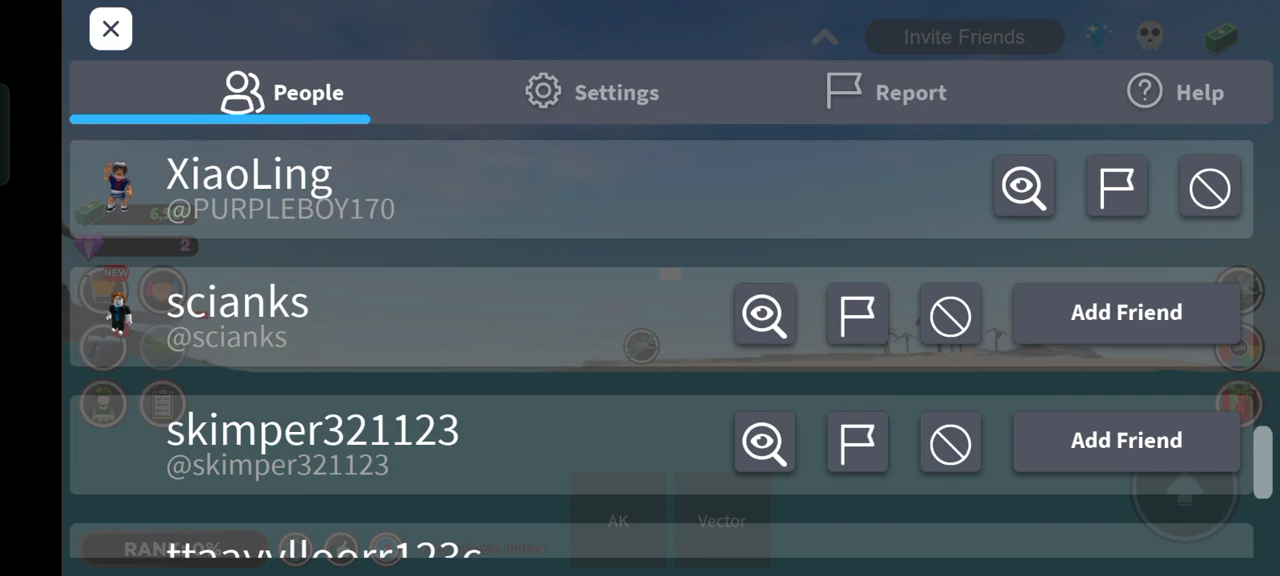 Invite Friends
People
Settings
Report
Help
XiaoLing
@PURPLEBOY170
2
NEW
scianks
@scianks
Add Friend
skimper321123
@skimper321123
Add Friend
AK
Vector
ttaayylleerr123c